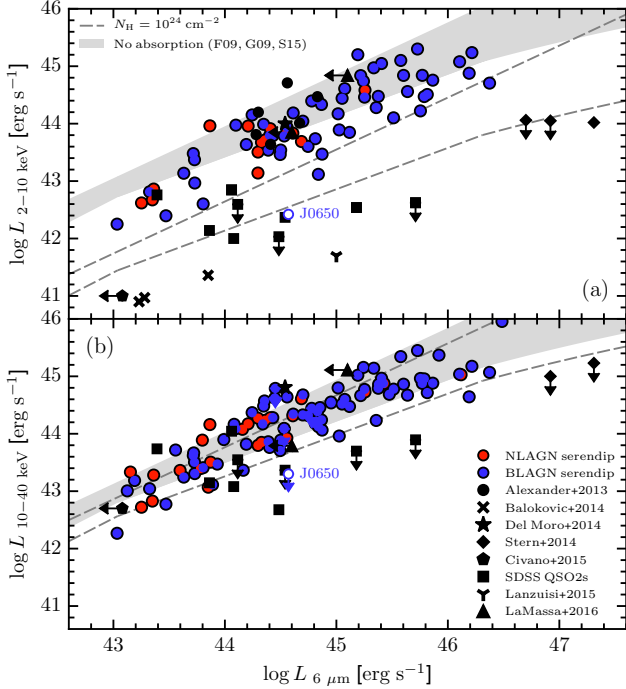 N_H = 10^24 cm^−2
No absorption (F09, G09, S15)
46
45
44
43
42
41
log L 2−10 keV [erg s^−1]
J0650
(a)
(b)
46
45
44
43
42
41
log L 10−40 keV [erg s^−1]
J0650
NLAGN serendip
BLAGN serendip
Alexander+2013
Balokovic+2014
Del Moro+2014
Stern+2014
Civano+2015
SDSS QSO2s
Lanzuisi+2015
LaMassa+2016
43 44 45 46 47
log L 6 μm [erg s^−1]